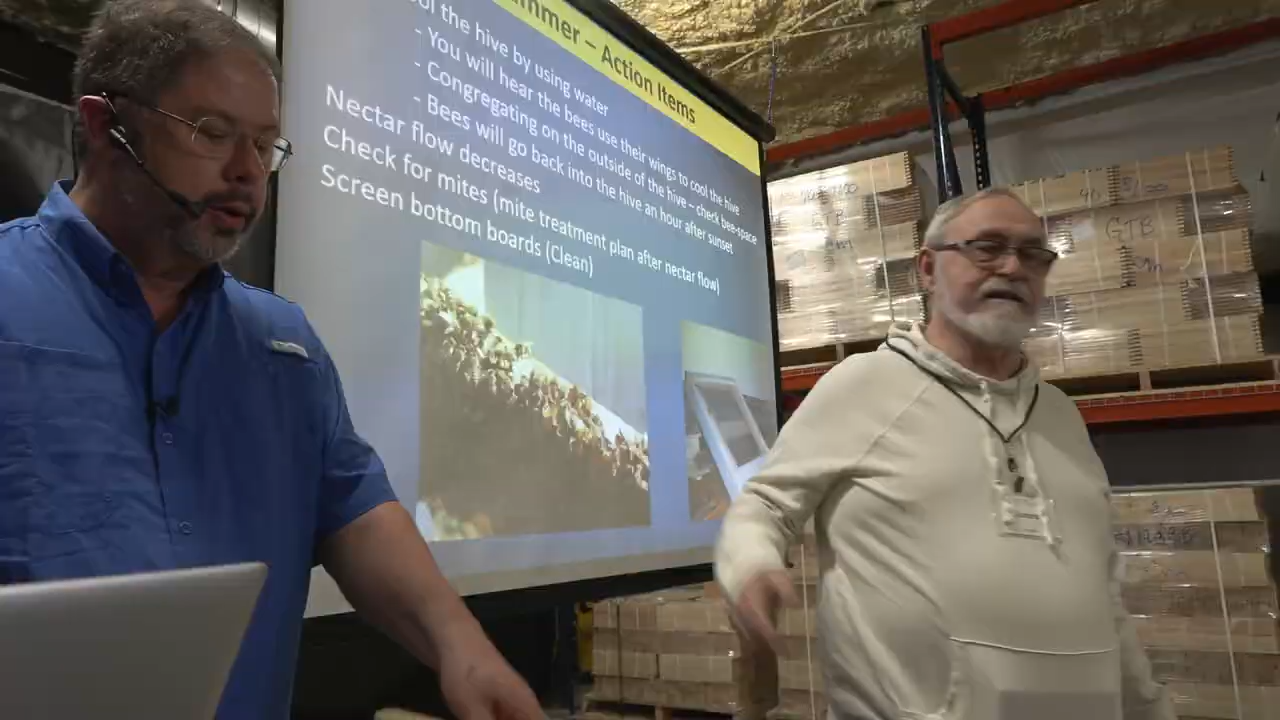 mmer – Action Items
ol the hive by using water
- You will hear the bees use their wings to cool the hive
- Congregating on the outside of the hive – check bee-space
- Bees will go back into the hive an hour after sunset
Nectar flow decreases
Check for mites (mite treatment plan after nectar flow)
Screen bottom boards (Clean)
GTB